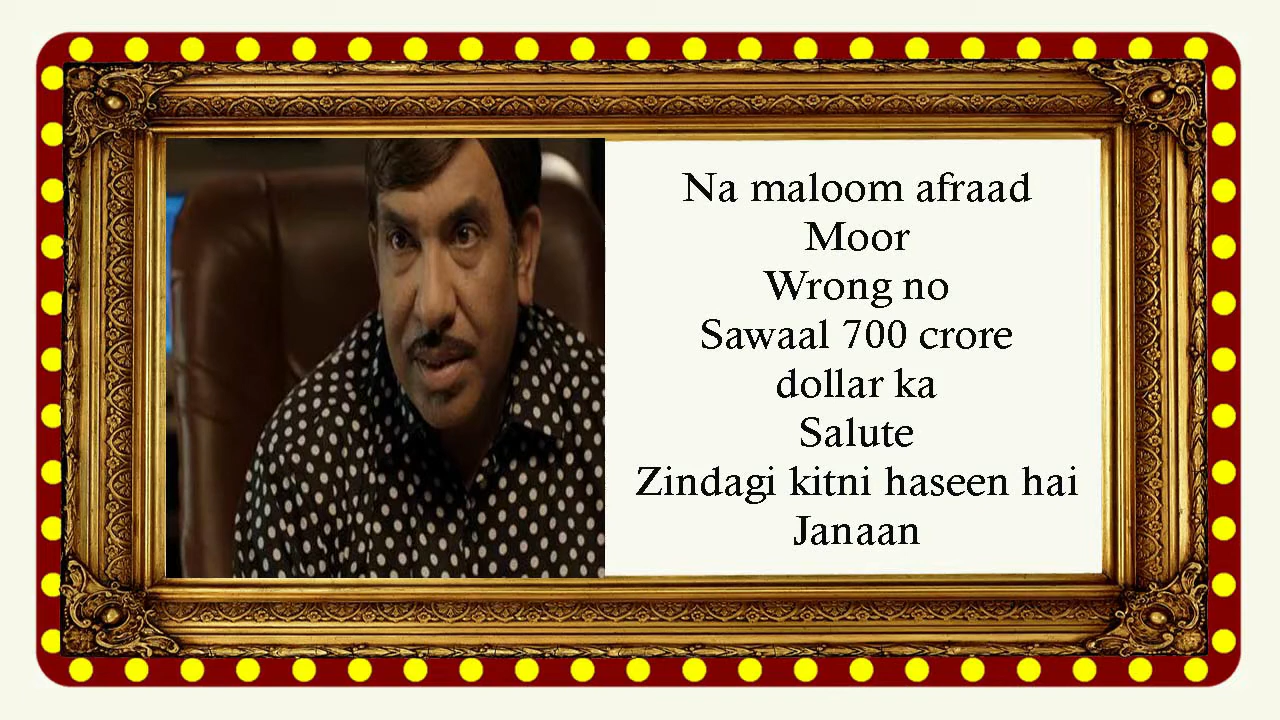 Na maloom afraad
Moor
Wrong no
Sawaal 700 crore
dollar ka
Salute
Zindagi kitni haseen hai
Janaan